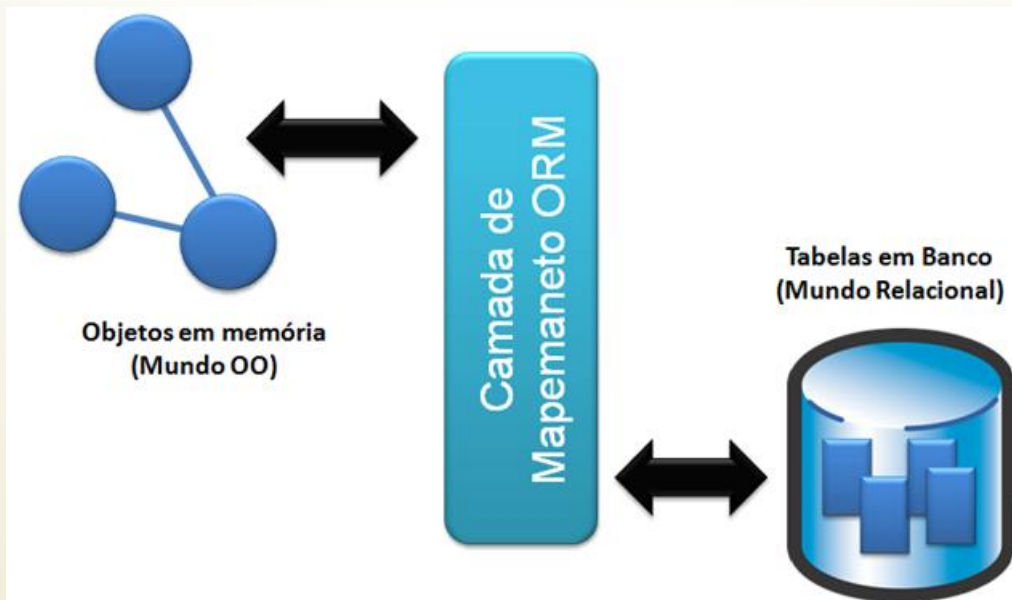 Objetos em memória
(Mundo OO)
Camada de
Mapemaneto ORM
Tabelas em Banco
(Mundo Relacional)